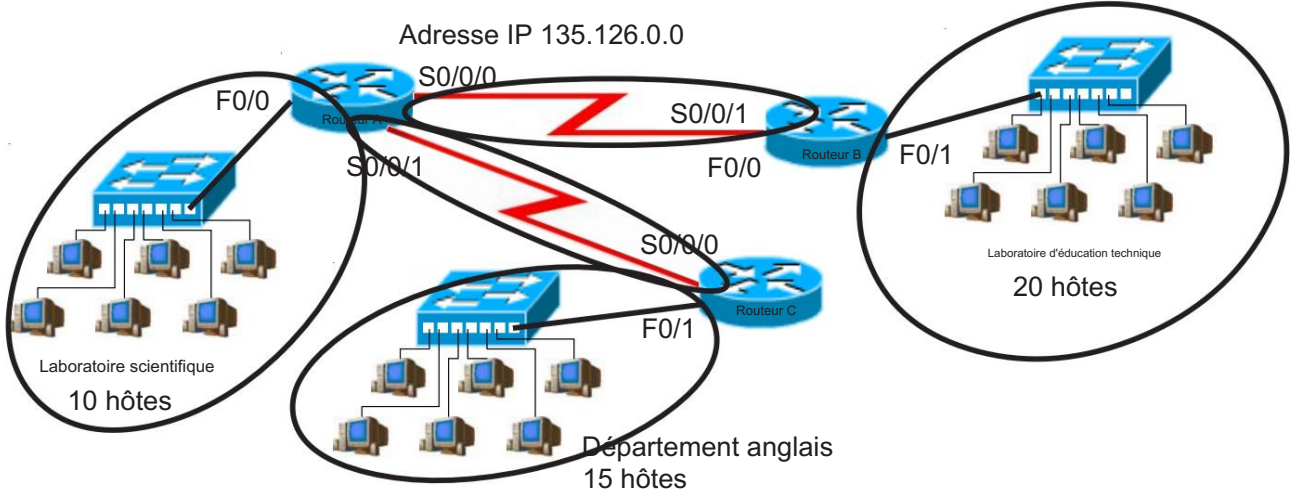 Adresse IP 135.126.0.0
S0/0/0
F0/0
Routeur A
S0/0/1
S0/0/1
Routeur B
F0/0
F0/1
Laboratoire d'éducation technique
20 hôtes
S0/0/0
Routeur C
F0/1
Laboratoire scientifique
10 hôtes
Département anglais
15 hôtes